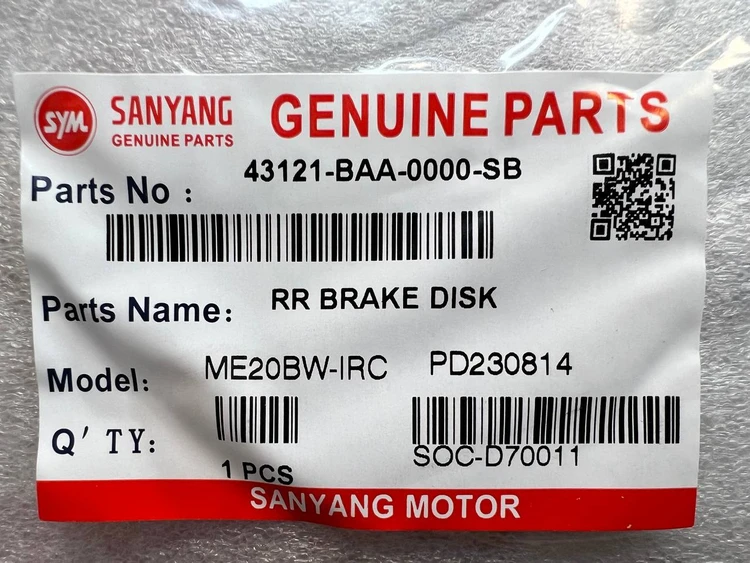 SYM SANYANG GENUINE PARTS
GENUINE PARTS
43121-BAA-0000-SB
Parts No :
Parts Name: RR BRAKE DISK
Model: ME20BW-IRC PD230814
Q' TY:
SOC-D70011
1 PCS
SANYANG MOTOR